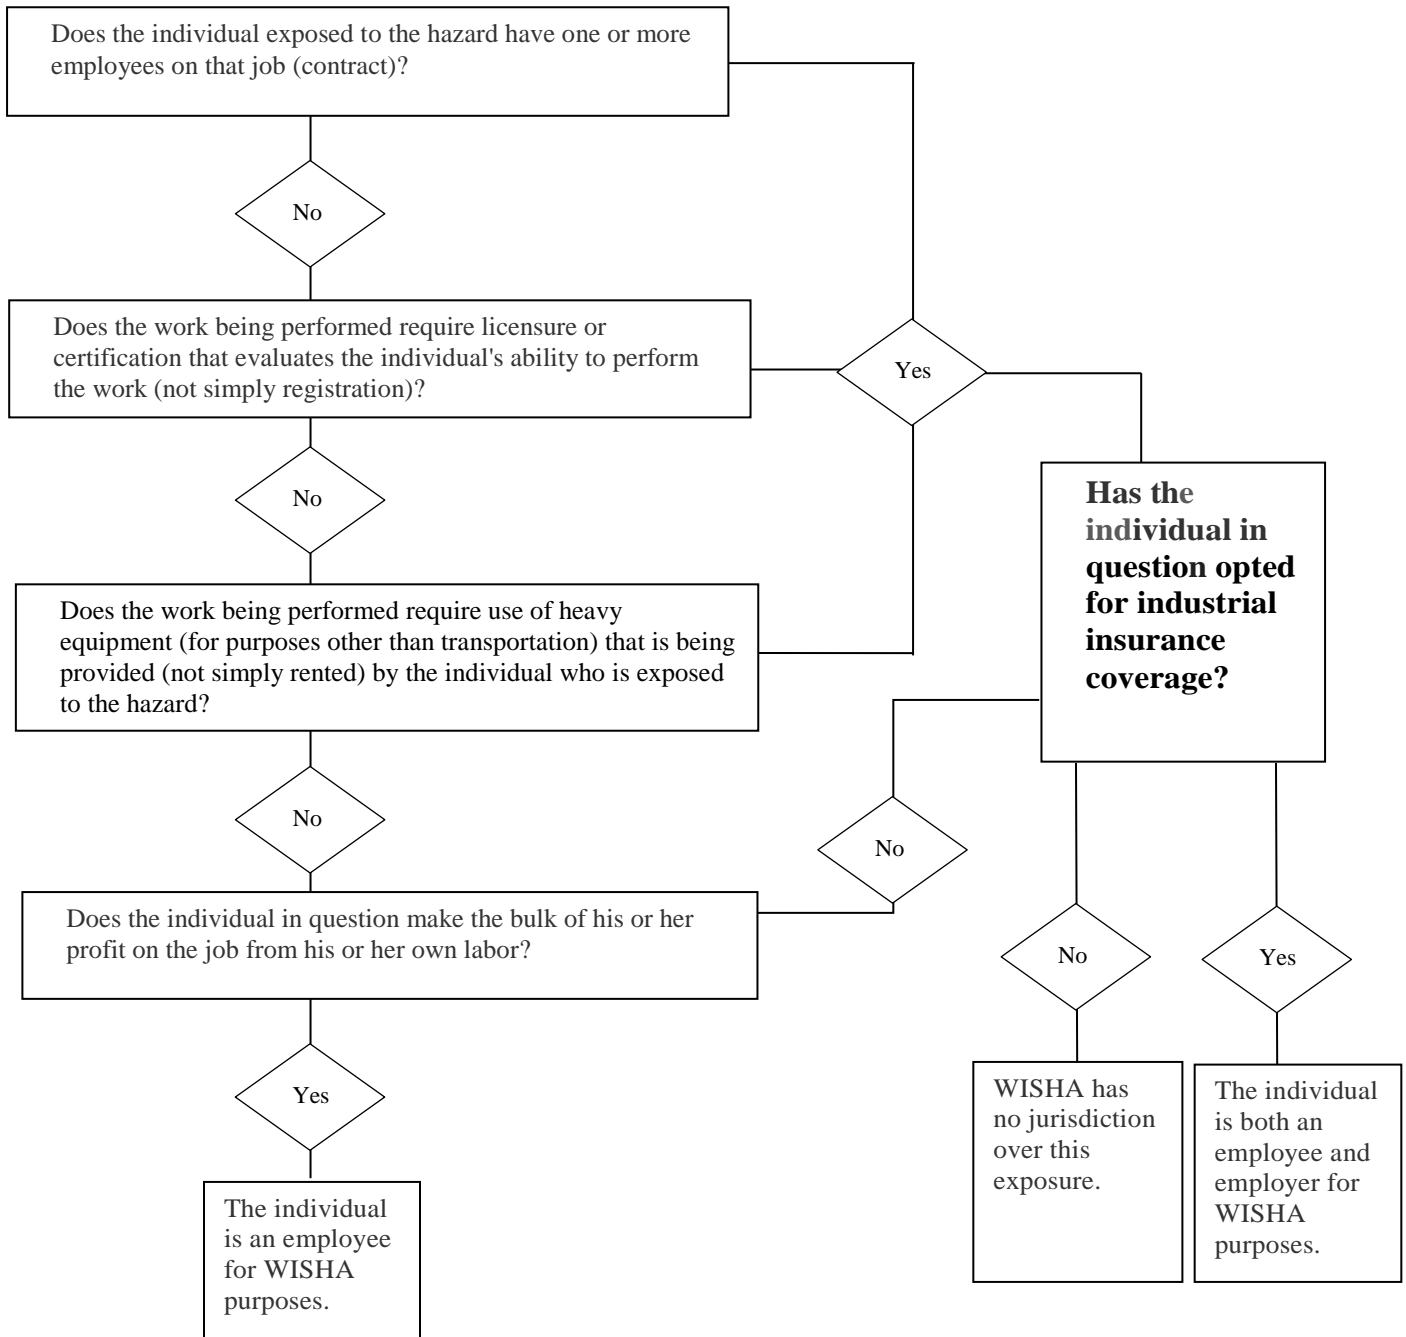 Does the individual exposed to the hazard have one or more
employees on that job (contract)?
No
Does the work being performed require licensure or
certification that evaluates the individual's ability to perform
the work (not simply registration)?
Yes
No
Has the
individual in
question opted
for industrial
insurance
coverage?
Does the work being performed require use of heavy
equipment (for purposes other than transportation) that is being
provided (not simply rented) by the individual who is exposed
to the hazard?
No
No
Does the individual in question make the bulk of his or her
profit on the job from his or her own labor?
No
Yes
Yes
WISHA has
no jurisdiction
over this
exposure.
The individual
is both an
employee and
employer for
WISHA
purposes.
The individual
is an employee
for WISHA
purposes.